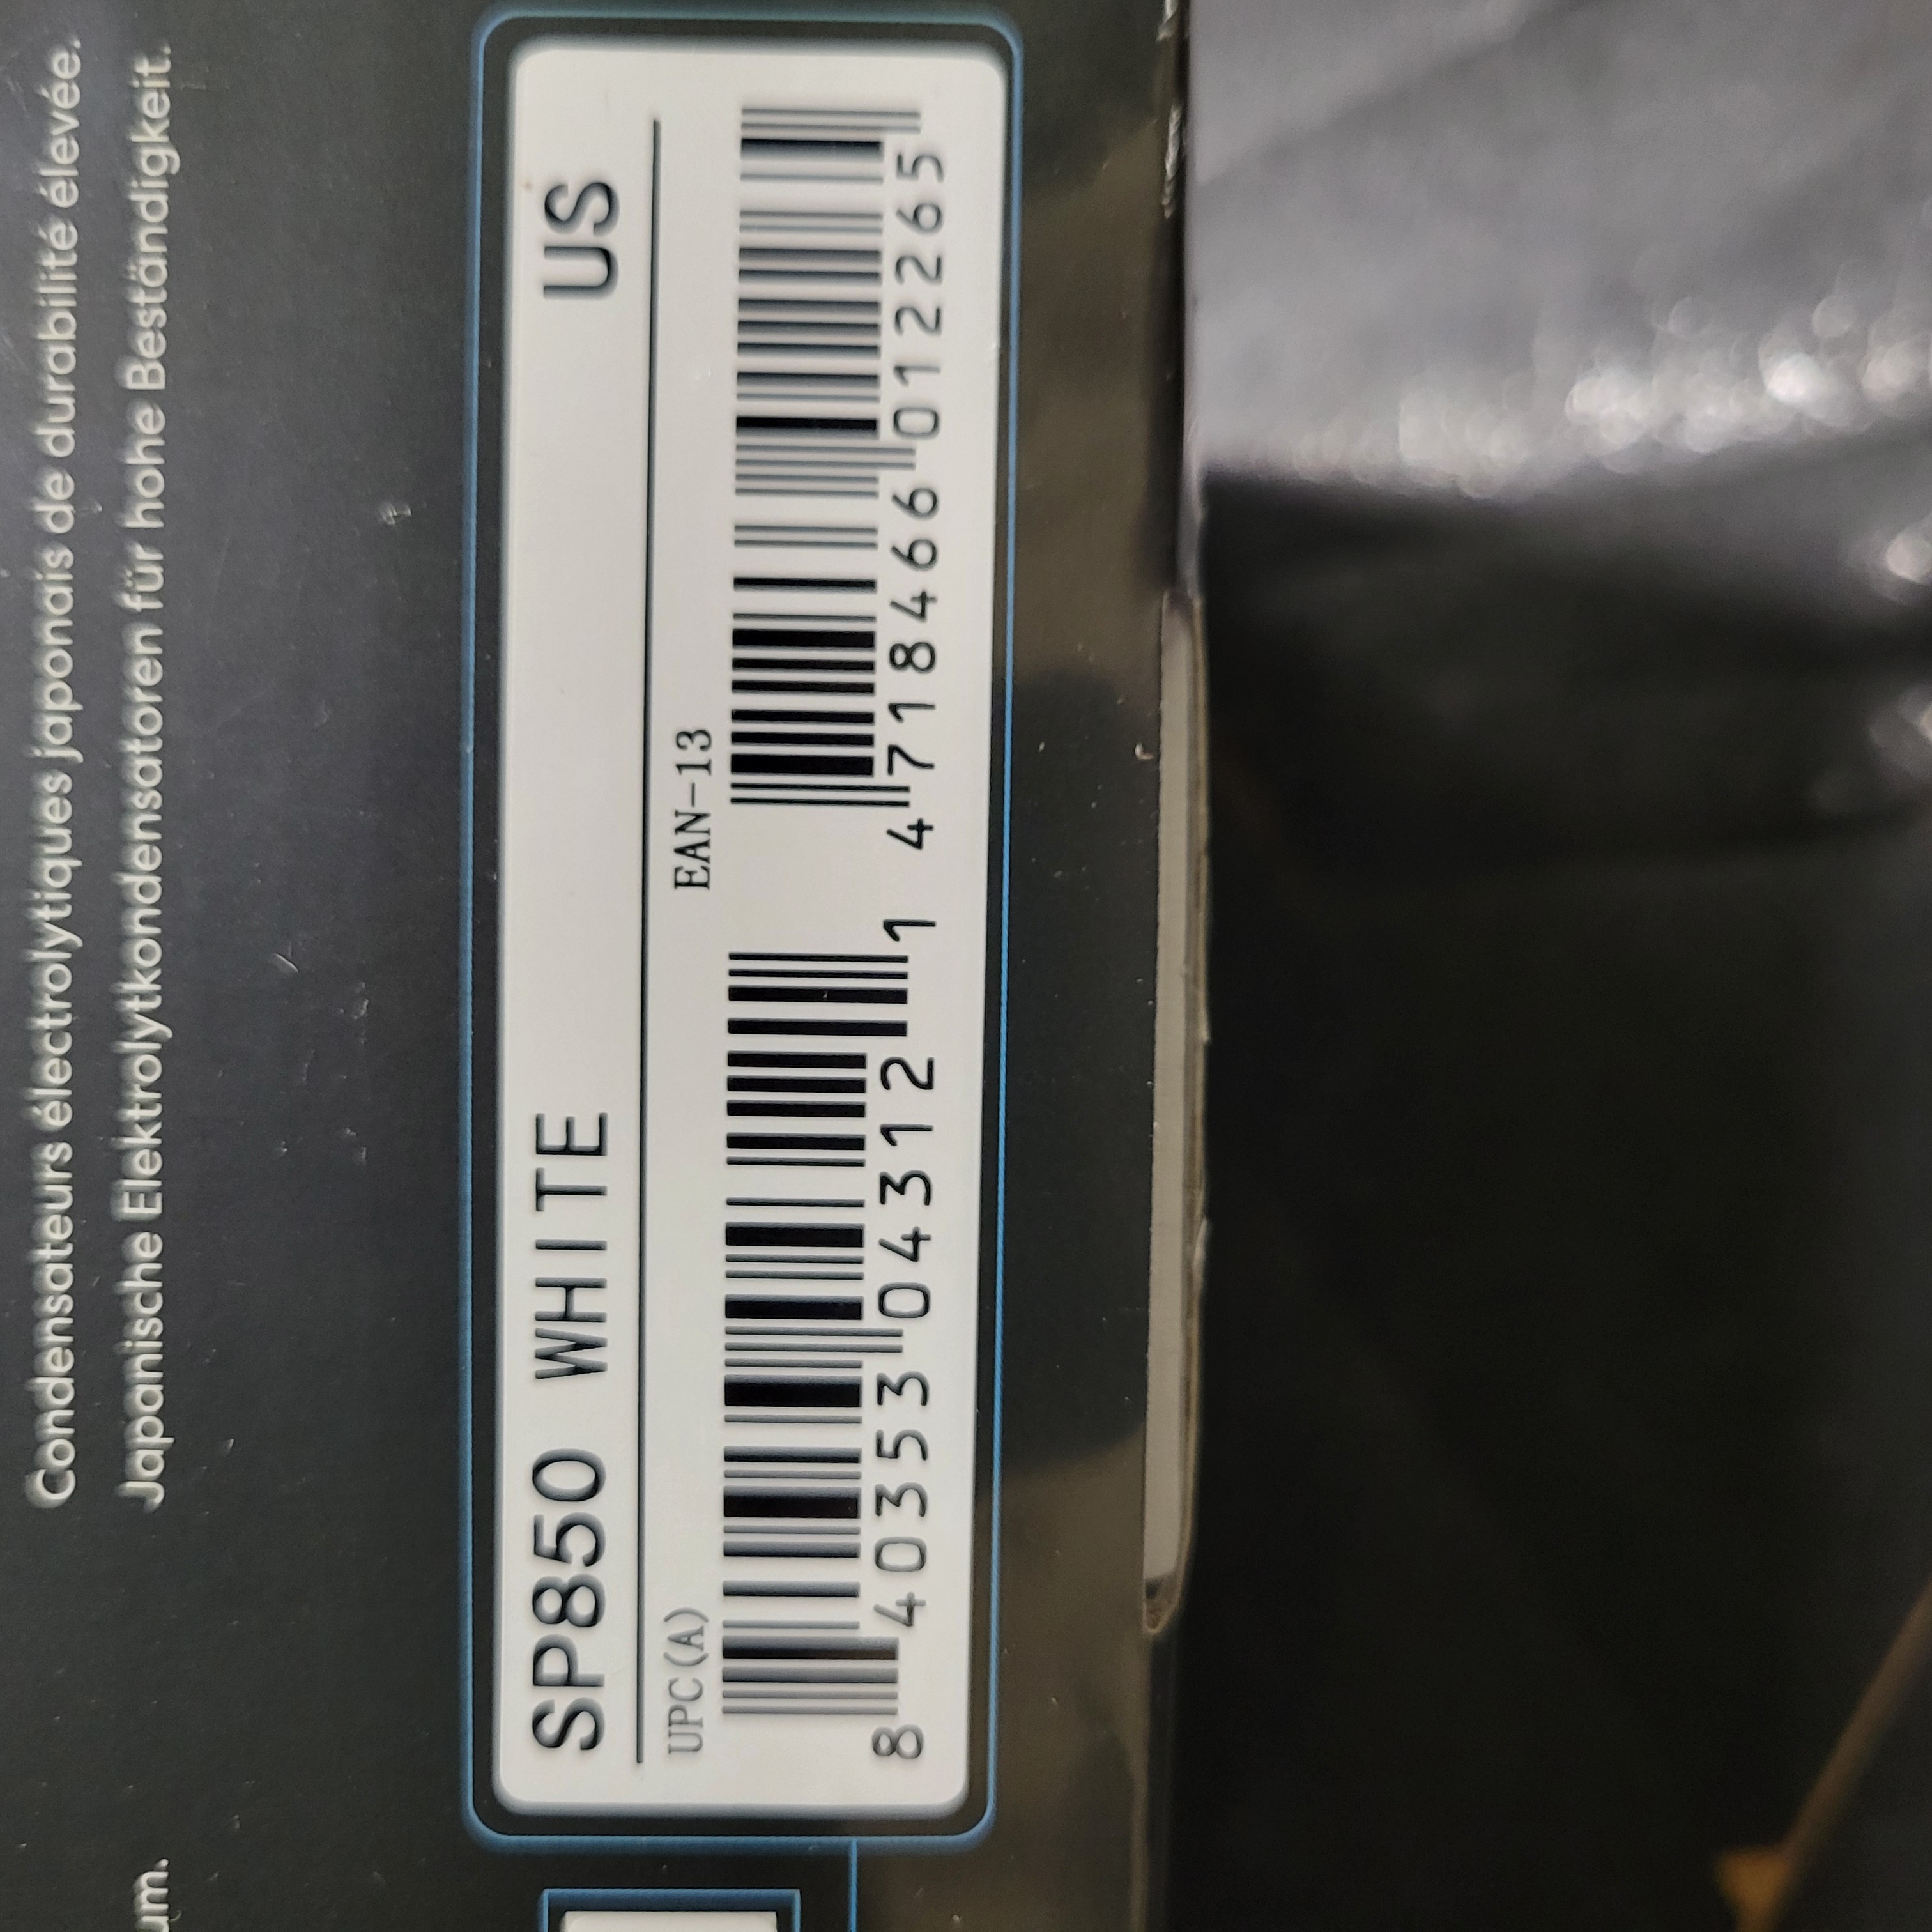 Condensateurs électrolytiques japonais de durabilité élevée.
Japanische Elektrolytkondensatoren für hohe Beständigkeit.
SP850 WHITE US
UPC(A) EAN-13
8 40353 04312 1 4 718466 012265